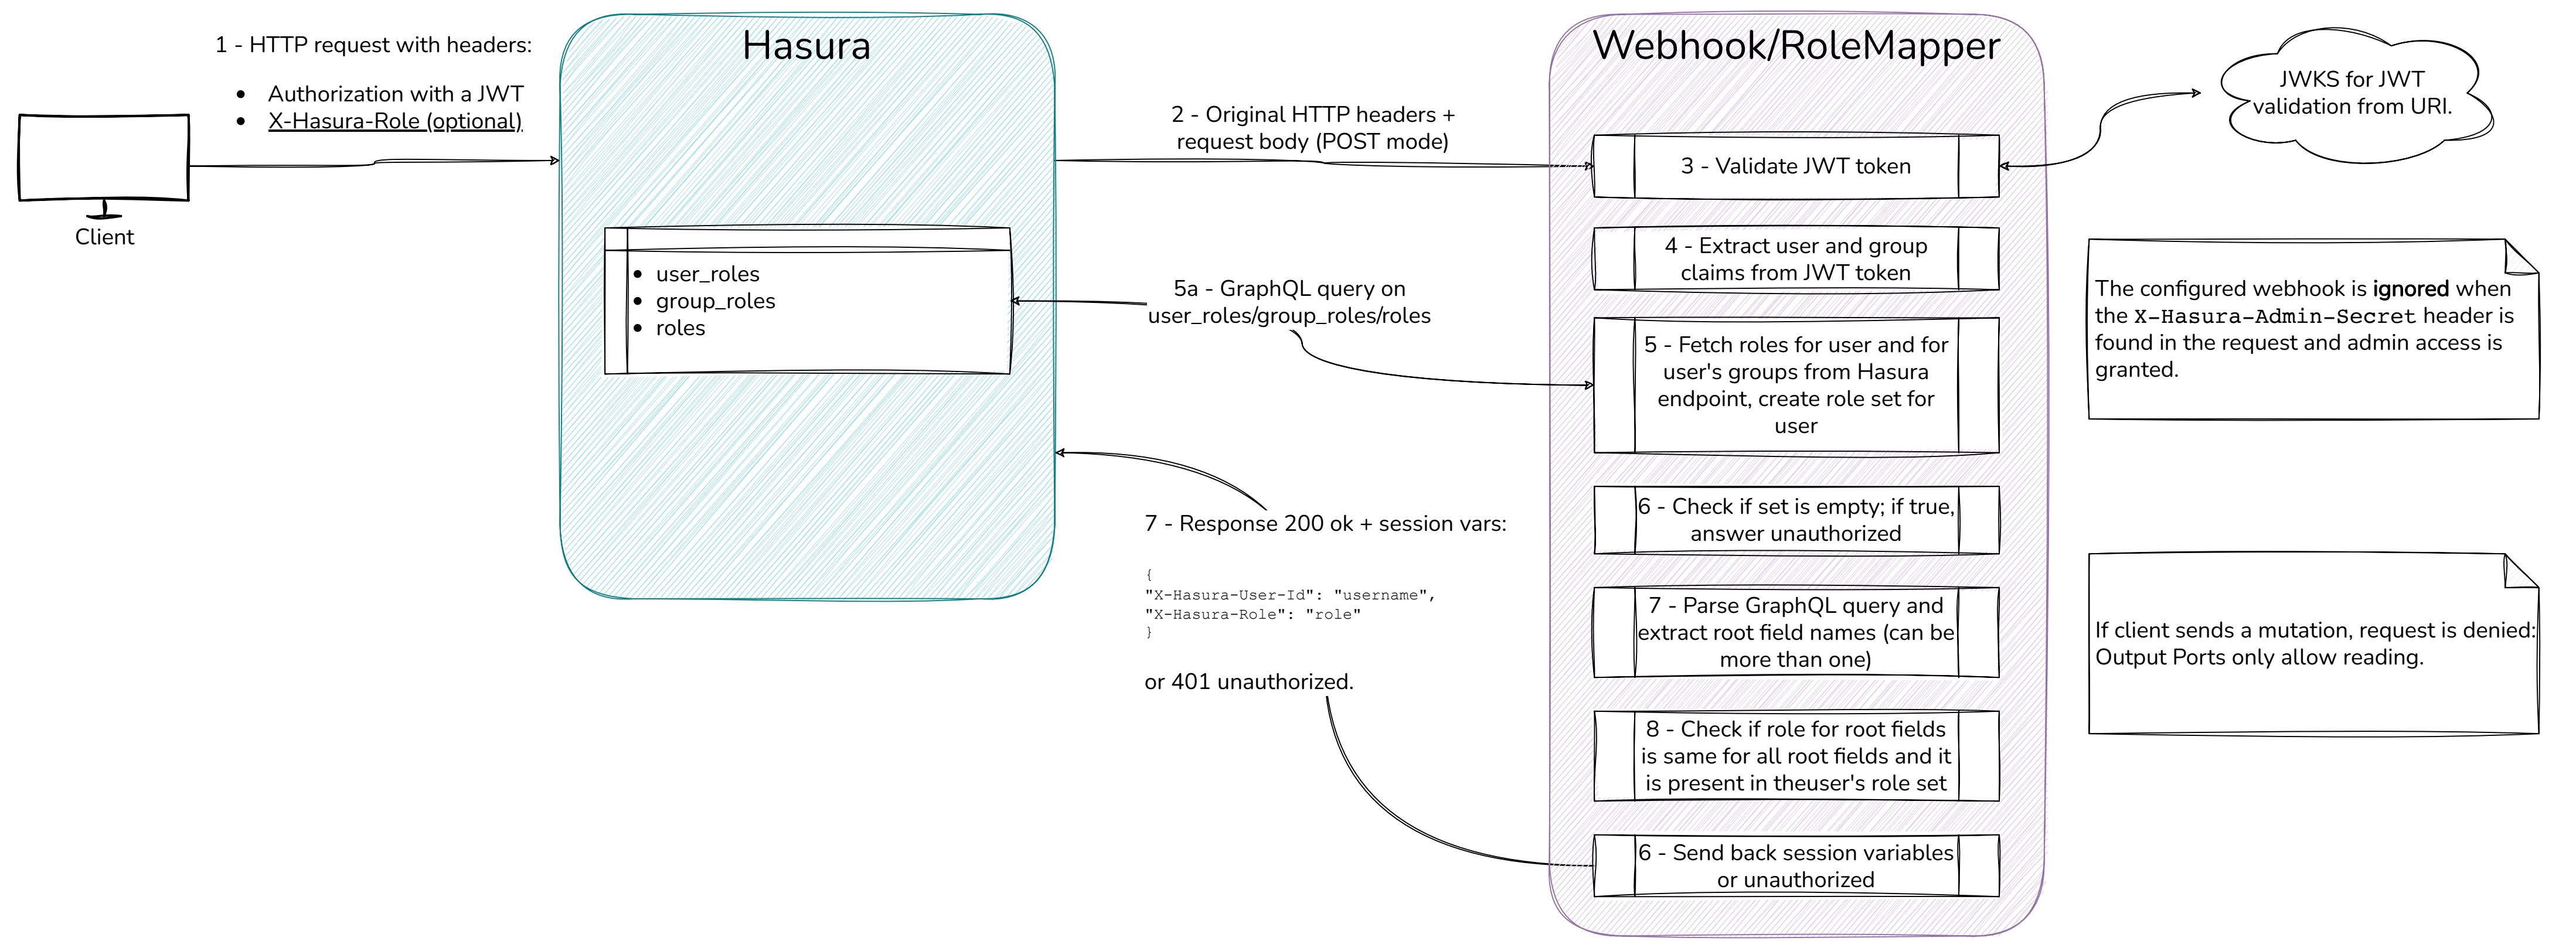 1 - HTTP request with headers:
• Authorization with a JWT
• X-Hasura-Role (optional)
Client
Hasura
• user_roles
• group_roles
• roles
2 - Original HTTP headers +
request body (POST mode)
5a - GraphQL query on
user_roles/group_roles/roles
7 - Response 200 ok + session vars:
{
"X-Hasura-User-Id": "username",
"X-Hasura-Role": "role"
}
or 401 unauthorized.
Webhook/RoleMapper
3 - Validate JWT token
4 - Extract user and group
claims from JWT token
5 - Fetch roles for user and for
user's groups from Hasura
endpoint, create role set for
user
6 - Check if set is empty; if true,
answer unauthorized
7 - Parse GraphQL query and
extract root field names (can be
more than one)
8 - Check if role for root fields
is same for all root fields and it
is present in theuser's role set
6 - Send back session variables
or unauthorized
JWKS for JWT
validation from URI.
The configured webhook is ignored when
the X-Hasura-Admin-Secret header is
found in the request and admin access is
granted.
If client sends a mutation, request is denied:
Output Ports only allow reading.